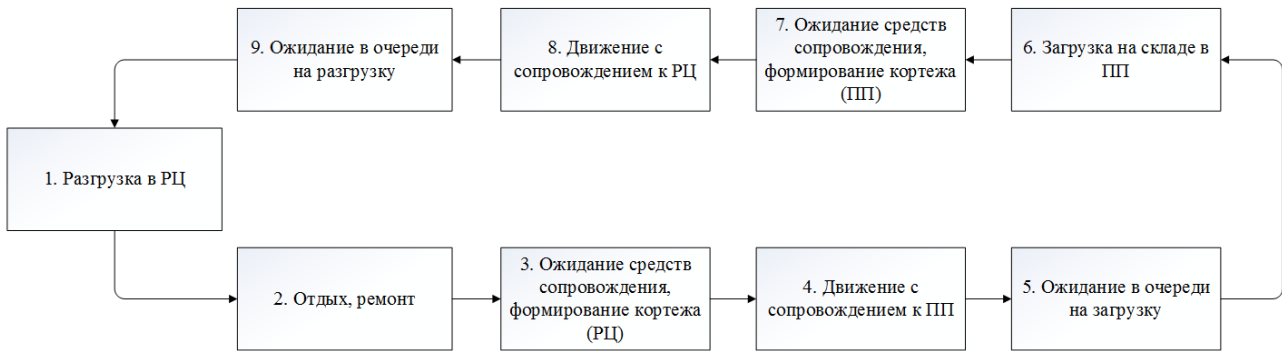 9. Ожидание в очереди
на разгрузку
8. Движение с
сопровождением к РЦ
7. Ожидание средств
сопровождения,
формирование кортежа
(ПП)
6. Загрузка на складе в
ПП
1. Разгрузка в РЦ
2. Отдых, ремонт
3. Ожидание средств
сопровождения,
формирование кортежа
(РЦ)
4. Движение с
сопровождением к ПП
5. Ожидание в очереди
на загрузку